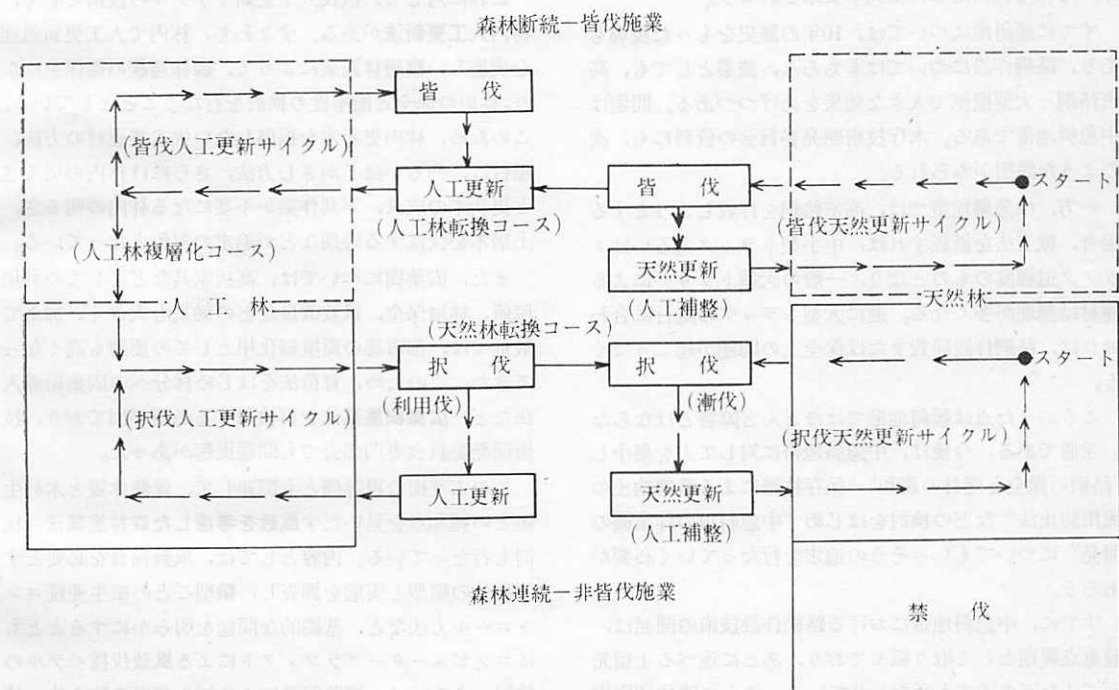 森林断続－皆伐施業
皆　伐
(皆伐人工更新サイクル)
人工更新
皆　伐
スタート
(人工林転換コース)
(皆伐天然更新サイクル)
(人工林複層化コース)
天然更新
人　工　林
(人工補整)
天然林
(天然林転換コース)
択　伐
択　伐
スタート
(利用伐)
(漸伐)
(択伐人工更新サイクル)
(択伐天然更新サイクル)
人工更新
天然更新
(人工補整)
森林連続－非皆伐施業
禁　伐